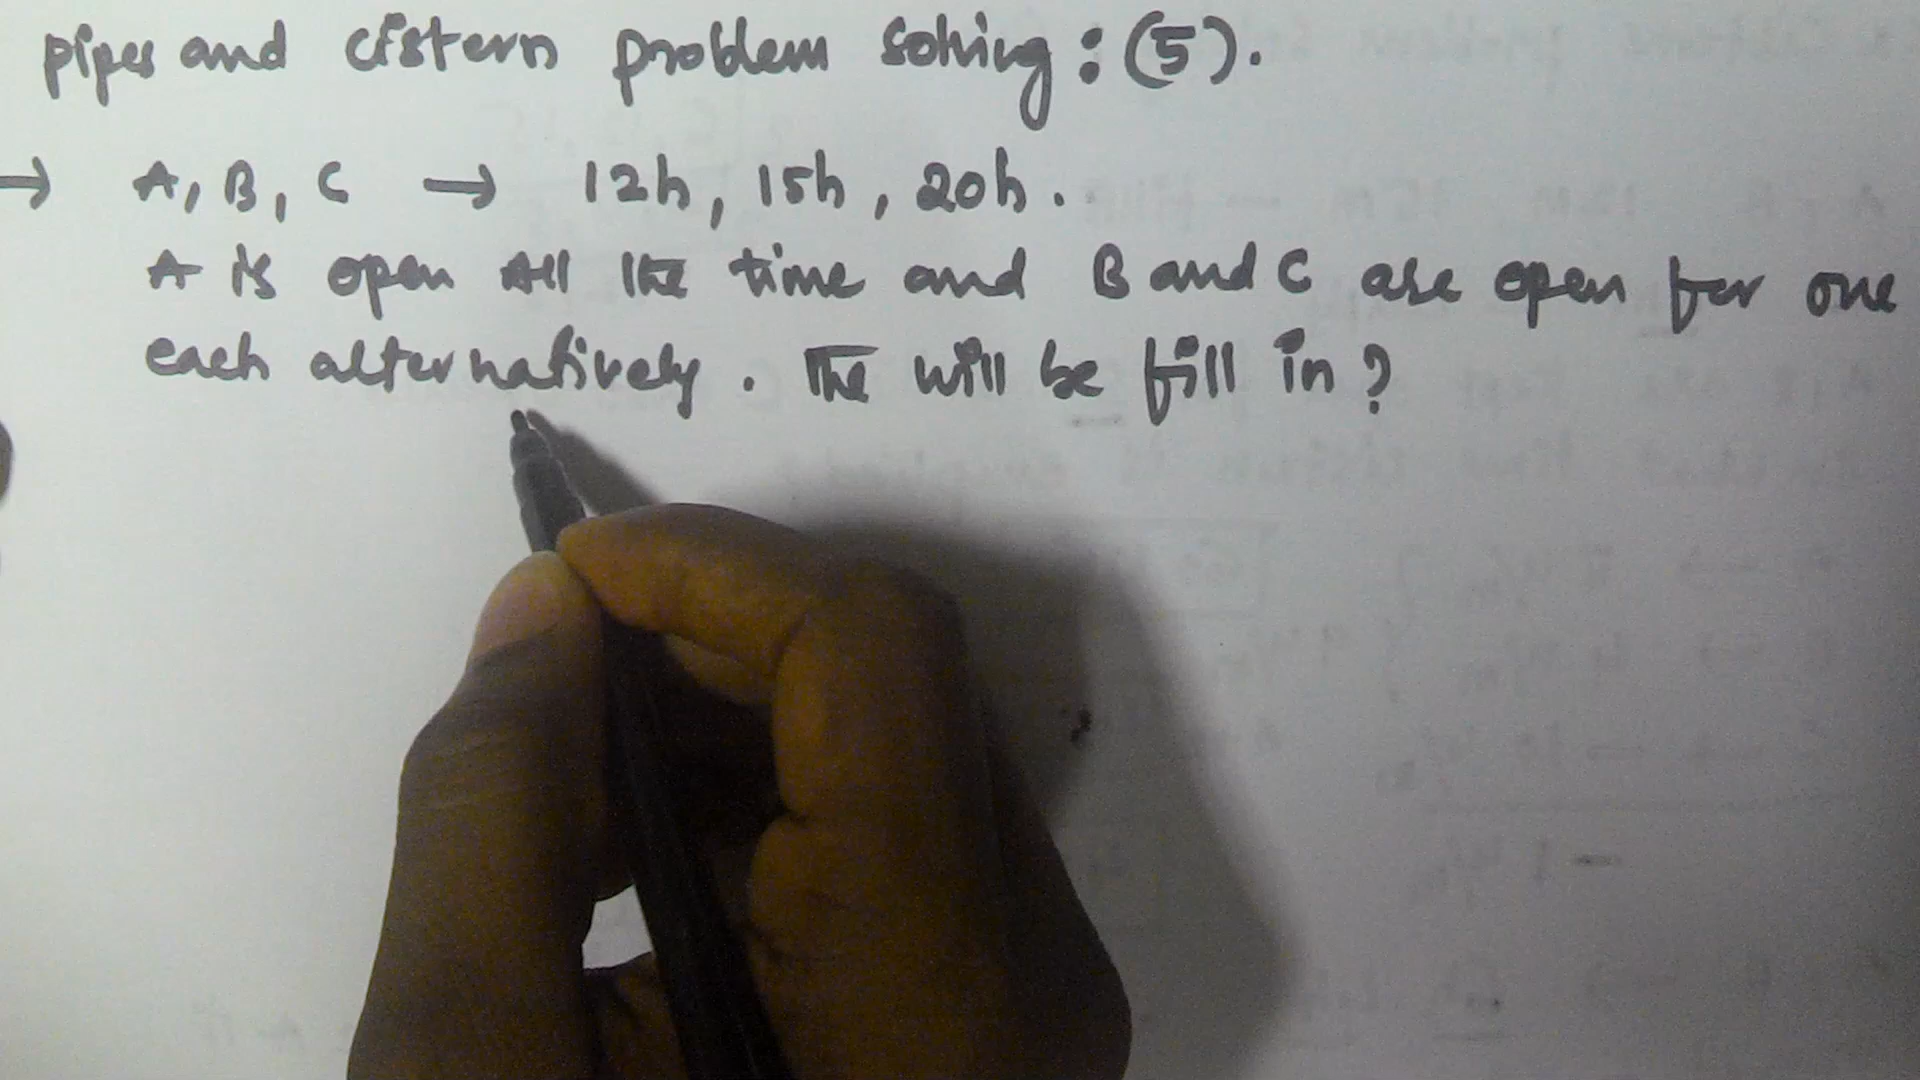 pipes and cistern problem solving : (5).
→ A, B, C → 12h, 15h, 20h.
A is open All the time and B and C are open for one
each alternatively. The will be fill in ?